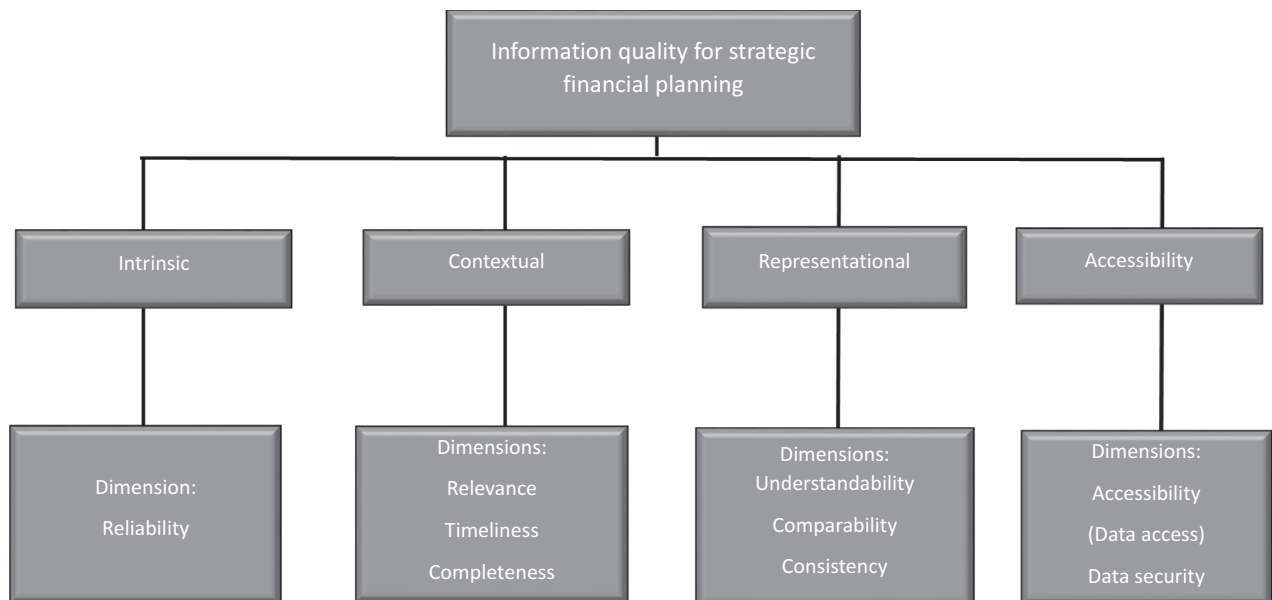 Information quality for strategic
financial planning
Intrinsic
Contextual
Representational
Accessibility
Dimension:
Reliability
Dimensions:
Relevance
Timeliness
Completeness
Dimensions:
Understandability
Comparability
Consistency
Dimensions:
Accessibility
(Data access)
Data security